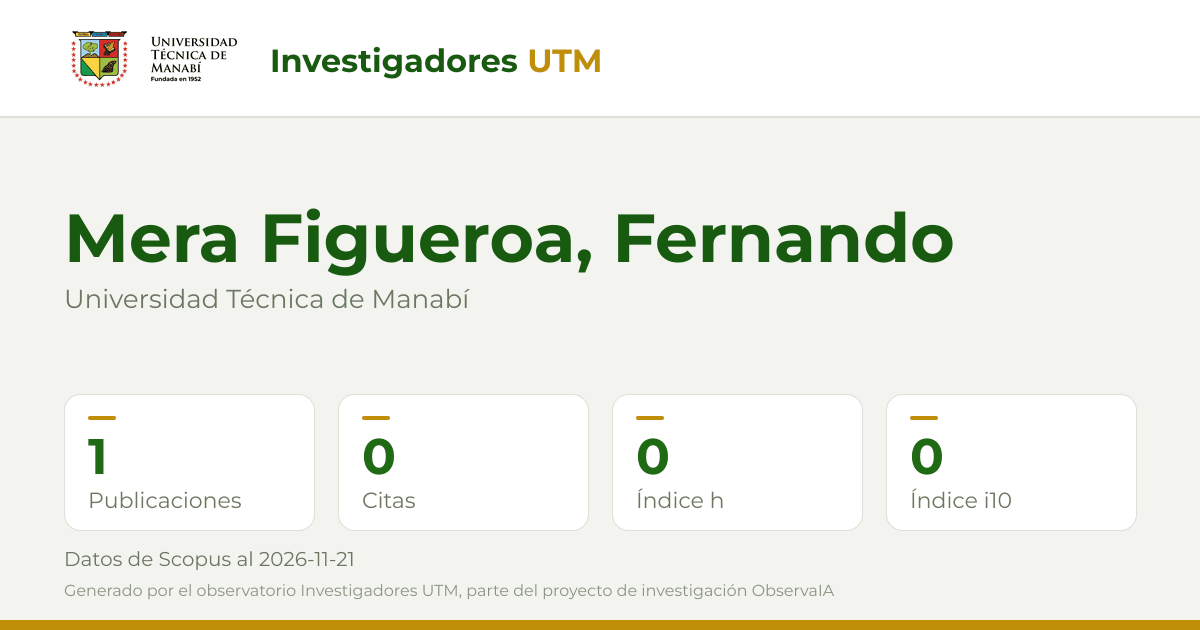 UNIVERSIDAD
TÉCNICA DE
MANABÍ
Fundada en 1952
Investigadores UTM
Mera Figueroa, Fernando
Universidad Técnica de Manabí
1
Publicaciones
0
Citas
0
Índice h
0
Índice i10
Datos de Scopus al 2026-11-21
Generado por el observatorio Investigadores UTM, parte del proyecto de investigación ObservaIA